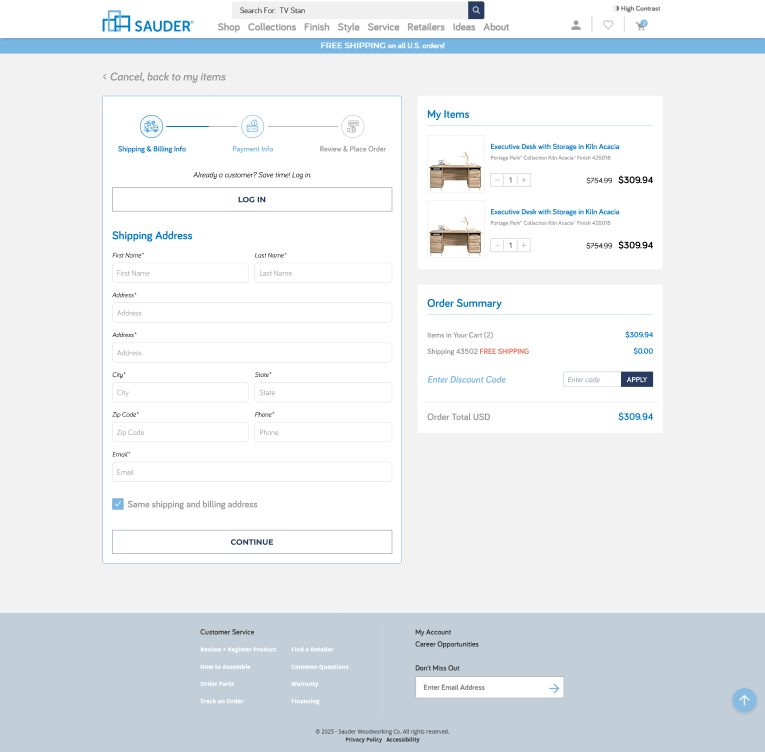 Search For: TV Stan
High Contrast
SAUDER®
Shop Collections Finish Style Service Retailers Ideas About
2
FREE SHIPPING on all U.S. orders!
< Cancel, back to my items
Shipping & Billing Info
Payment Info
Review & Place Order
Already a customer? Save time! Log in.
LOG IN
Shipping Address
First Name* Last Name*
First Name Last Name
Address*
Address
Address*
Address
City* State*
City State
Zip Code* Phone*
Zip Code Phone
Email*
Email
Same shipping and billing address
CONTINUE
My Items
Executive Desk with Storage in Kiln Acacia
Portage Park® Collection Kiln Acacia® Finish 426018
− 1 + $754.99 $309.94
Executive Desk with Storage in Kiln Acacia
Portage Park® Collection Kiln Acacia® Finish 426018
− 1 + $754.99 $309.94
Order Summary
Items in Your Cart (2) $309.94
Shipping 43502 FREE SHIPPING $0.00
Enter Discount Code Enter code APPLY
Order Total USD $309.94
Customer Service
Review + Register Product Find a Retailer
How to Assemble Common Questions
Order Parts Warranty
Track an Order Financing
My Account
Career Opportunities
Don't Miss Out
Enter Email Address
© 2025 - Sauder Woodworking Co. All rights reserved.
Privacy Policy Accessibility